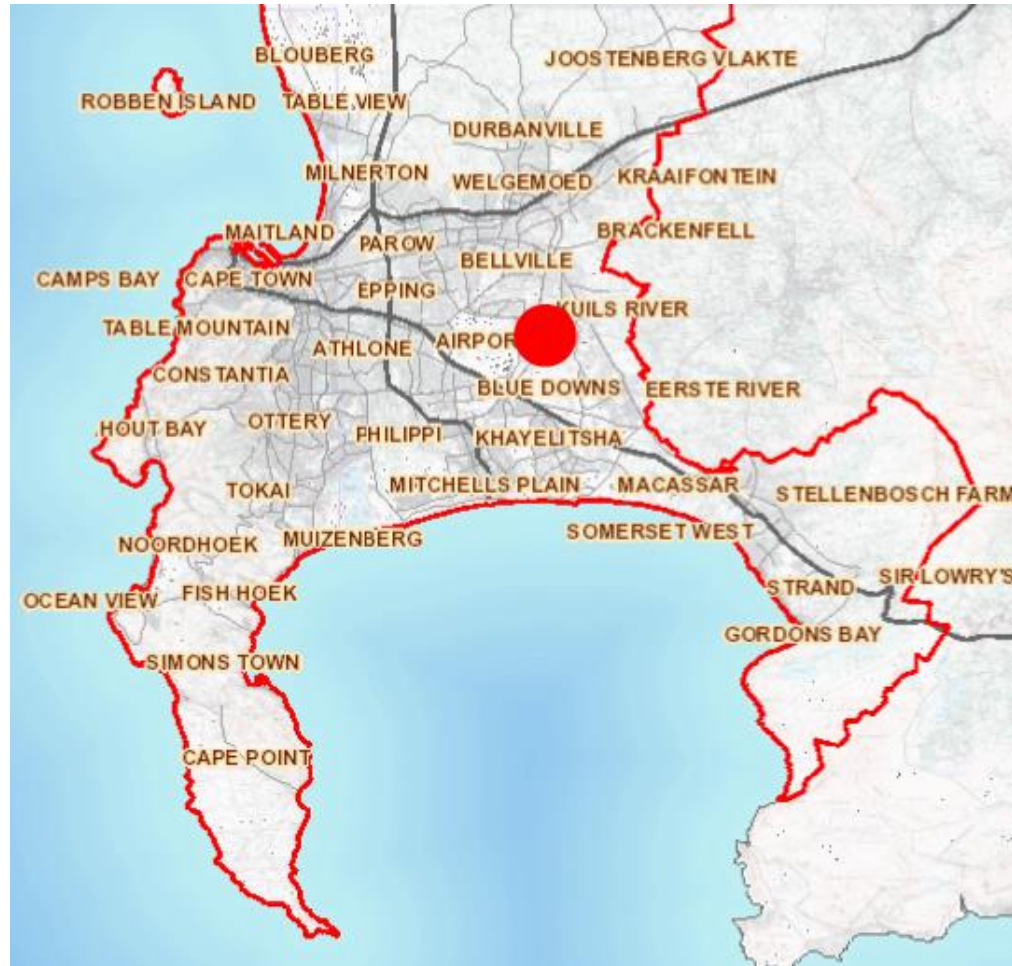 BLOUBERG
JOOSTENBERG VLAKTE
ROBBEN ISLAND
TABLE VIEW
DURBANVILLE
MILNERTON
WELGEMOED
KRAAIFONTEIN
MAITLAND
PAROW
BRACKENFELL
CAMPS BAY
CAPE TOWN
BELLVILLE
EPPING
KUILS RIVER
TABLE MOUNTAIN
ATHLONE
AIRPOR
CONSTANTIA
BLUE DOWNS
EERSTE RIVER
HOUT BAY
OTTERY
PHILIPPI
KHAYELITSHA
TOKAI
MITCHELLS PLAIN
MACASSAR
STELLENBOSCH FARM
NOORDHOEK
MUIZENBERG
SOMERSET WEST
OCEAN VIEW
FISH HOEK
STRAND
SIR LOWRY'S
GORDONS BAY
SIMONS TOWN
CAPE POINT